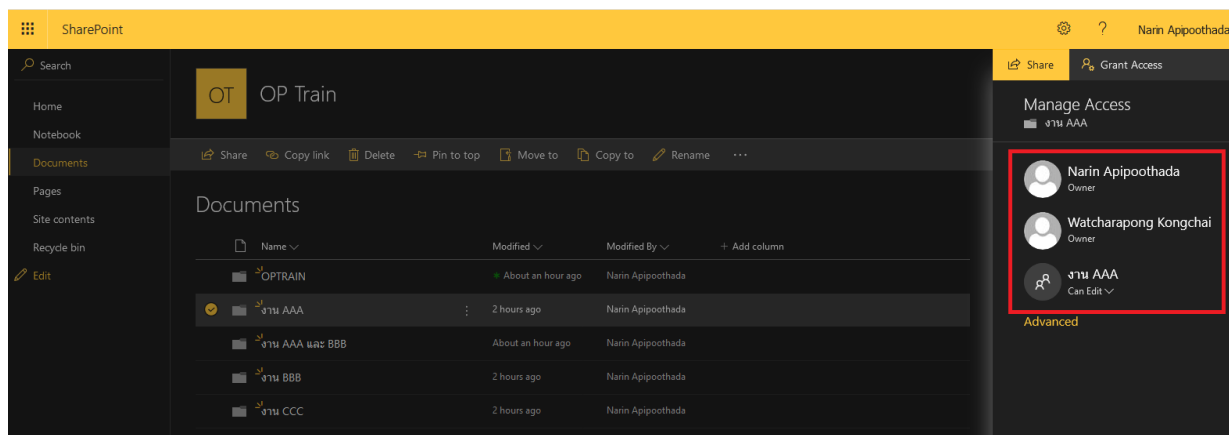 SharePoint
? Narin Apipoothada
Search
Home
Notebook
Documents
Pages
Site contents
Recycle bin
Edit
OT OP Train
Share Copy link Delete Pin to top Move to Copy to Rename ...
Documents
Name Modified Modified By + Add column
OPTRAIN About an hour ago Narin Apipoothada
งาน AAA 2 hours ago Narin Apipoothada
งาน AAA และ BBB About an hour ago Narin Apipoothada
งาน BBB 2 hours ago Narin Apipoothada
งาน CCC 2 hours ago Narin Apipoothada
Share Grant Access
Manage Access
งาน AAA
Narin Apipoothada
Owner
Watcharapong Kongchai
Owner
งาน AAA
Can Edit
Advanced